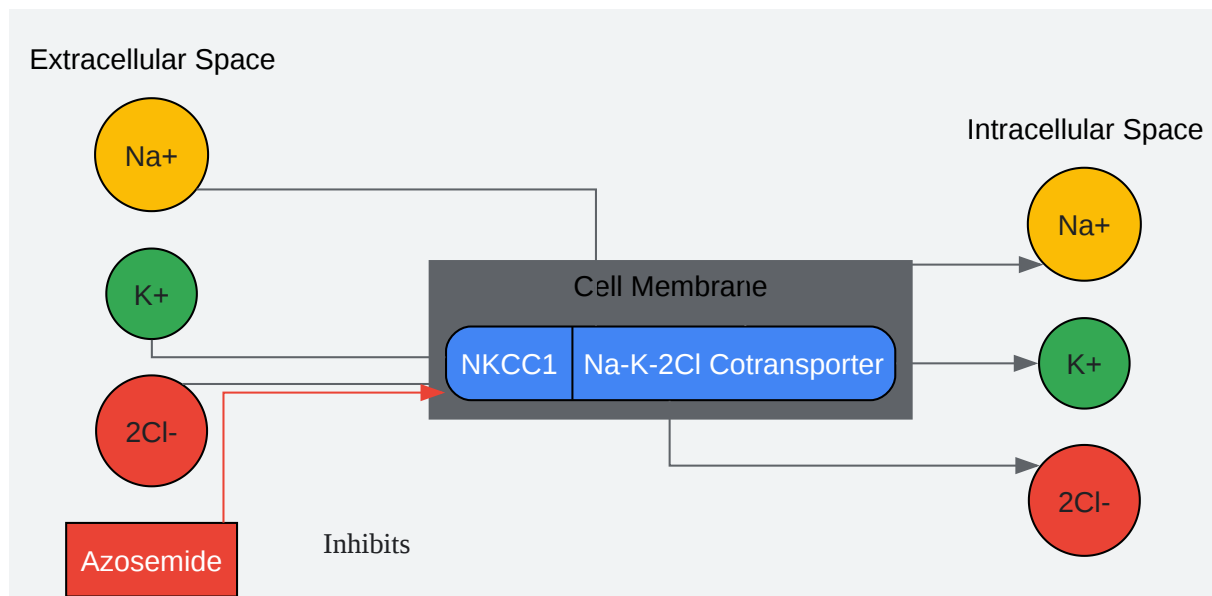 Extracellular Space
Na+
K+
2Cl-
Azosemide
Inhibits
Cell Membrane
NKCC1
Na-K-2Cl Cotransporter
Intracellular Space
Na+
K+
2Cl-